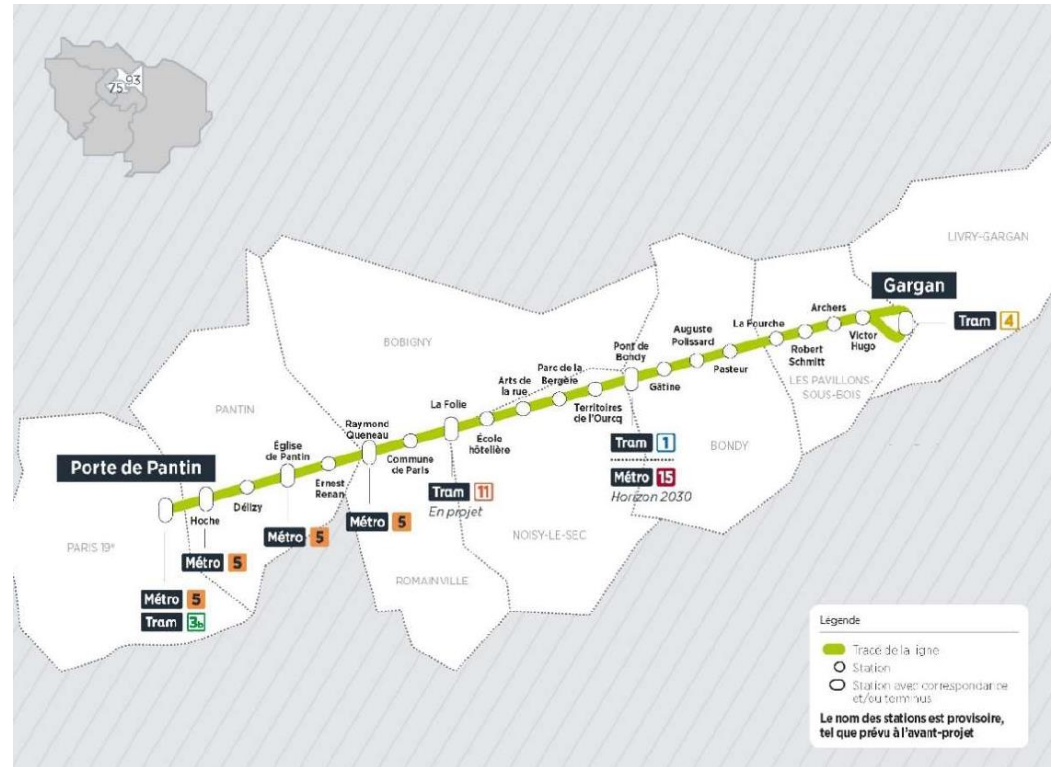 75
93
LIVRY-GARGAN
Gargan
Tram 4
Archers
Victor
Hugo
La Fourche
Robert
Schmitt
LES PAVILLONS-
SOUS-BOIS
Auguste
Polissard
Pasteur
Pont de
Bondy
Gâtine
BONDY
BOBIGNY
Parc de la
Bergère
Arts de
la rue
Territoires
de l'Ourcq
Tram 1
Métro 15
Horizon 2030
La Folie
École
hôtelière
Tram 11
En projet
NOISY-LE-SEC
Raymond
Queneau
Commune
de Paris
Métro 5
ROMAINVILLE
PANTIN
Église
de Pantin
Ernest
Renan
Métro 5
Porte de Pantin
Hoche
Délizy
Métro 5
PARIS 19e
Métro 5
Tram 3b
Légende
Tracé de la ligne
Station
Station avec correspondance
et/ou terminus
Le nom des stations est provisoire,
tel que prévu à l'avant-projet